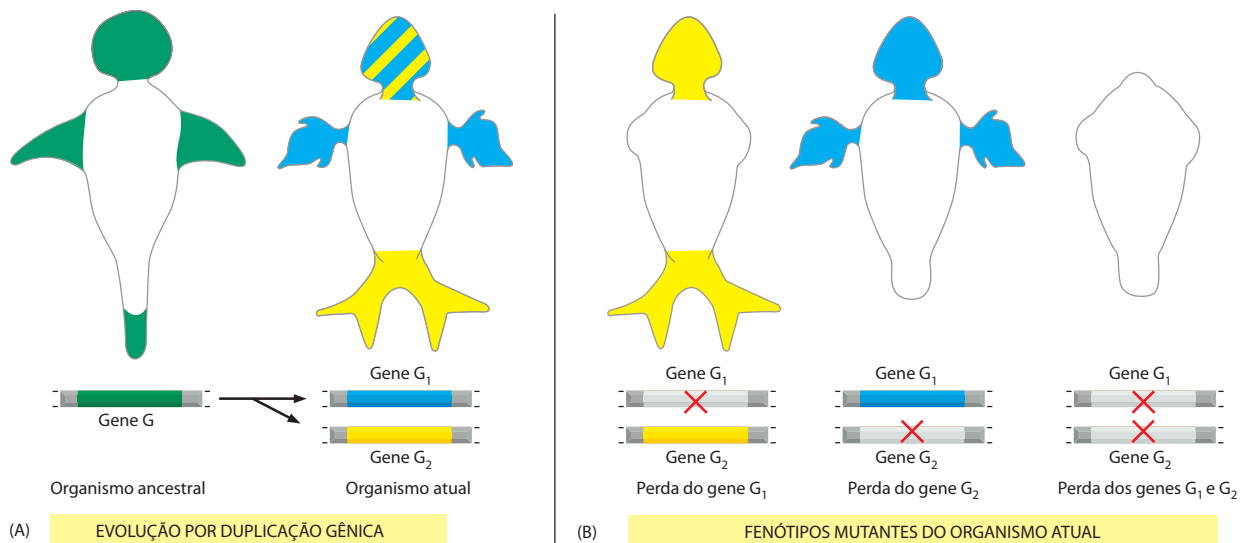 Gene G
Organismo ancestral
Gene G₁
Gene G₂
Organismo atual
(A) EVOLUÇÃO POR DUPLICAÇÃO GÊNICA
Gene G₁
Gene G₂
Perda do gene G₁
Gene G₁
Gene G₂
Perda do gene G₂
Gene G₁
Gene G₂
Perda dos genes G₁ e G₂
(B) FENÓTIPOS MUTANTES DO ORGANISMO ATUAL